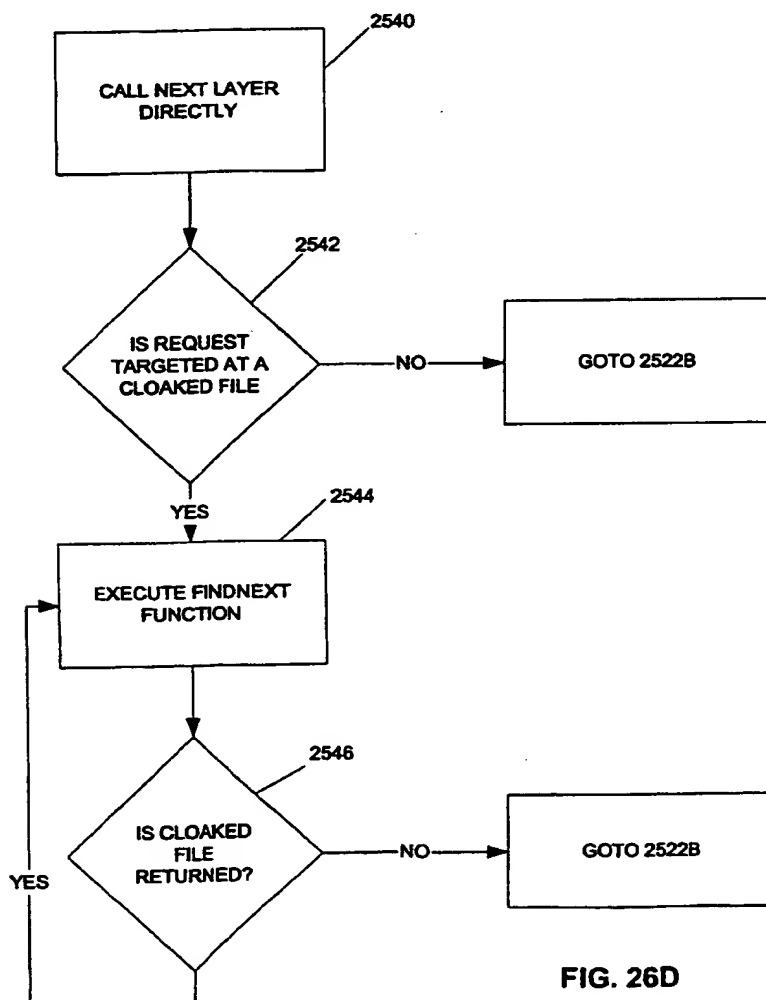 2540
CALL NEXT LAYER
DIRECTLY
2542
IS REQUEST
TARGETED AT A
CLOAKED FILE
NO
GOTO 2522B
YES
2544
EXECUTE FINDNEXT
FUNCTION
2546
IS CLOAKED
FILE
RETURNED?
NO
GOTO 2522B
YES
FIG. 26D